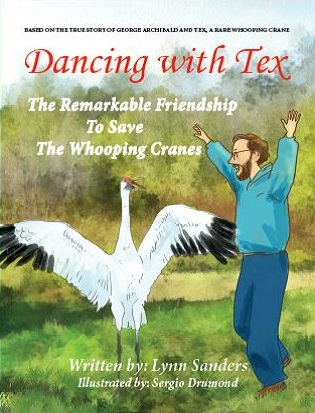 BASED ON THE TRUE STORY OF GEORGE ARCHIBALD AND TEX, A RARE WHOOPING CRANE
Dancing with Tex
The Remarkable Friendship
To Save
The Whooping Cranes
Written by: Lynn Sanders
Illustrated by: Sergio Drumond